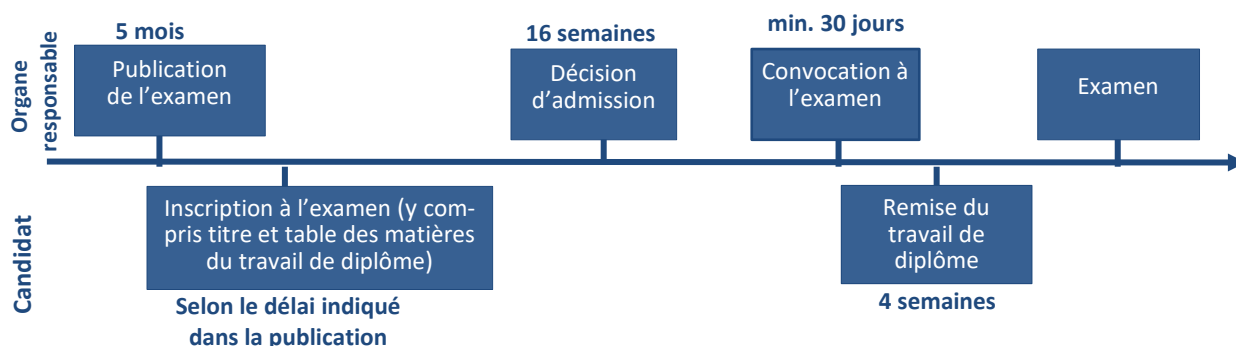 Organe
responsable
5 mois
Publication
de l’examen
16 semaines
Décision
d’admission
min. 30 jours
Convocation à
l’examen
Examen
Candidat
Inscription à l’examen (y com-
pris titre et table des matières
du travail de diplôme)
Selon le délai indiqué
dans la publication
Remise du
travail de
diplôme
4 semaines